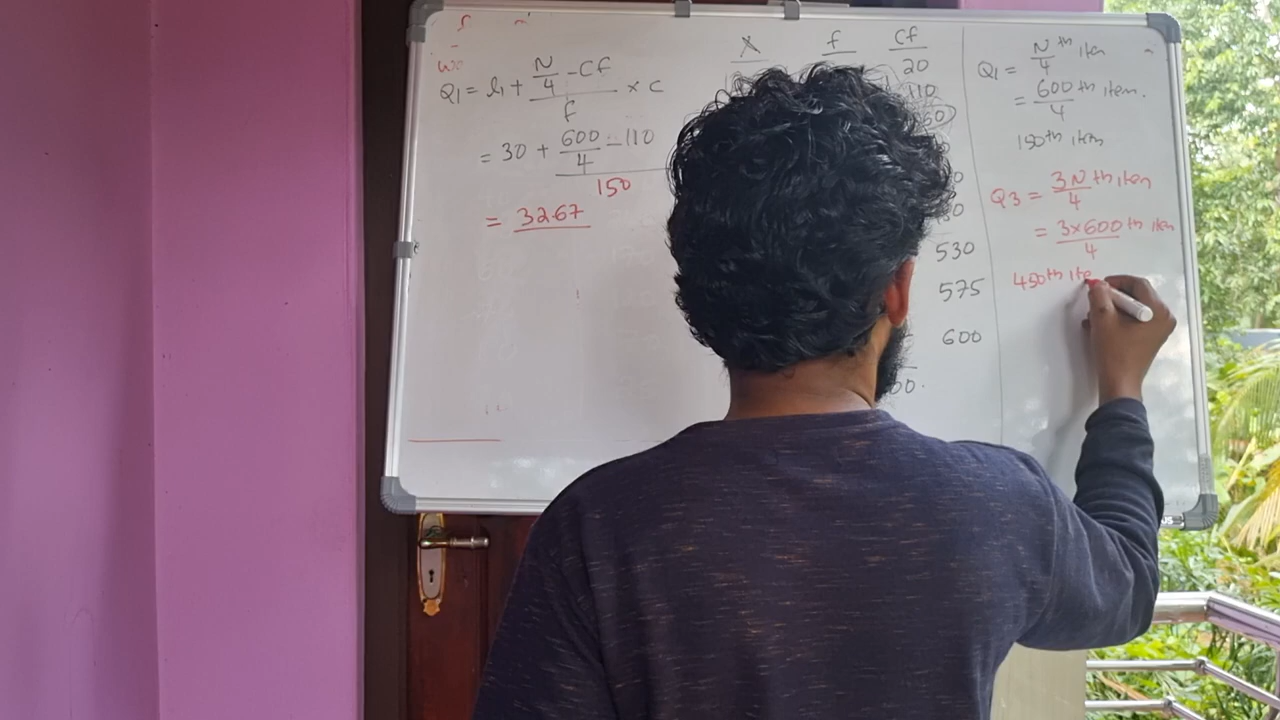 Q1 = l1 + N/4 - Cf / f × C
= 30 + 600/4 - 110 / 150
= 32.67
X f Cf
20
110
530
575
600
Q1 = N/4 th item
= 600/4 th item.
150th item
Q3 = 3N/4 th item
= 3×600/4 th item
450th ite